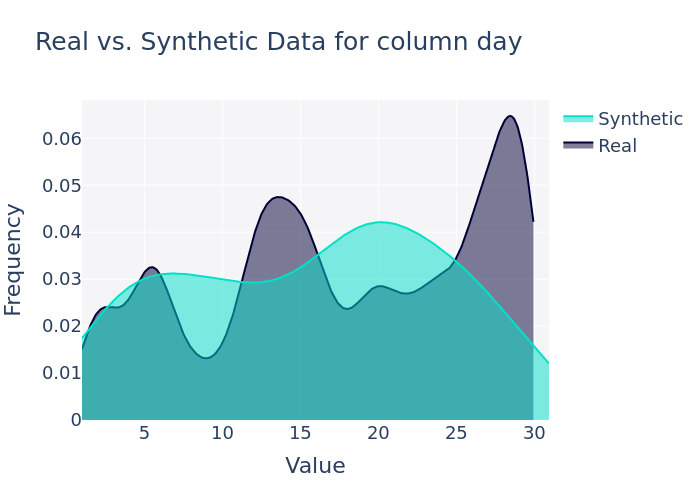 Real vs. Synthetic Data for column day
Synthetic
Real
Frequency
0.06
0.05
0.04
0.03
0.02
0.01
0
5 10 15 20 25 30
Value